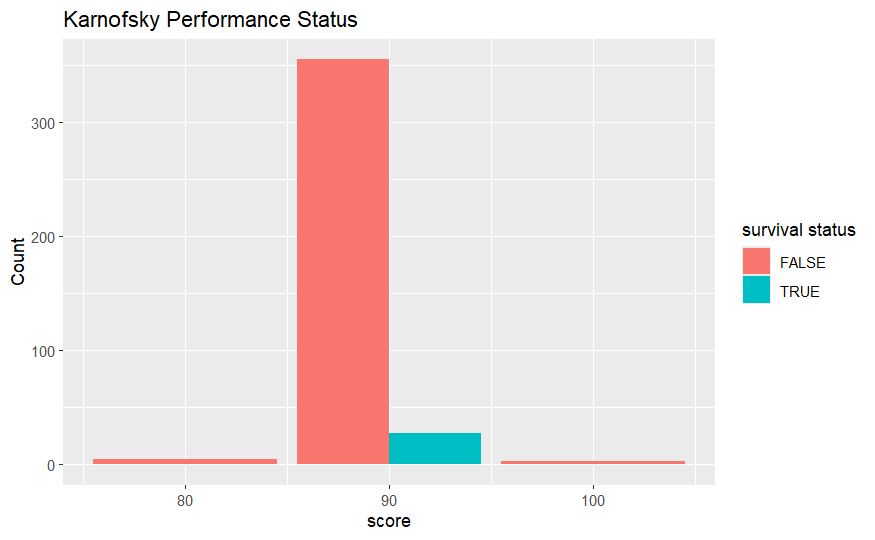 Karnofsky Performance Status
300
200
100
0
Count
80 90 100
score
survival status
FALSE
TRUE